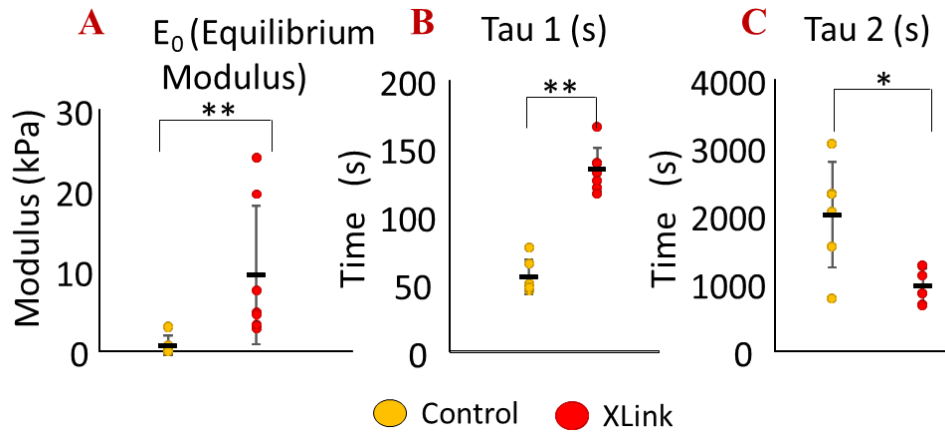 A
E0 (Equilibrium
Modulus)
Modulus (kPa)
30
20
10
0
**
B
Tau 1 (s)
Time (s)
200
150
100
50
0
**
C
Tau 2 (s)
Time (s)
4000
3000
2000
1000
0
*
Control
XLink